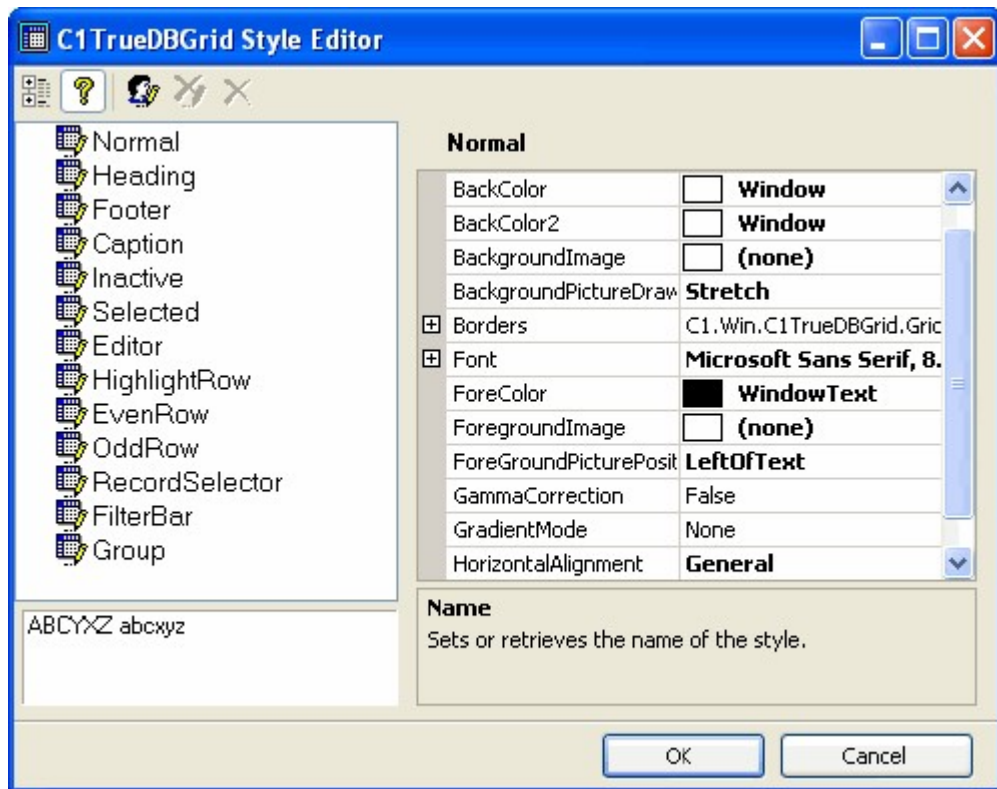 C1TrueDBGrid Style Editor
Normal
Heading
Footer
Caption
Inactive
Selected
Editor
HighlightRow
EvenRow
OddRow
RecordSelector
FilterBar
Group
ABCYXZ abcxyz
Normal
BackColor Window
BackColor2 Window
BackgroundImage (none)
BackgroundPictureDraw Stretch
Borders C1.Win.C1TrueDBGrid.Gric
Font Microsoft Sans Serif, 8.
ForeColor WindowText
ForegroundImage (none)
ForeGroundPicturePosit LeftOfText
GammaCorrection False
GradientMode None
HorizontalAlignment General
Name
Sets or retrieves the name of the style.
OK Cancel